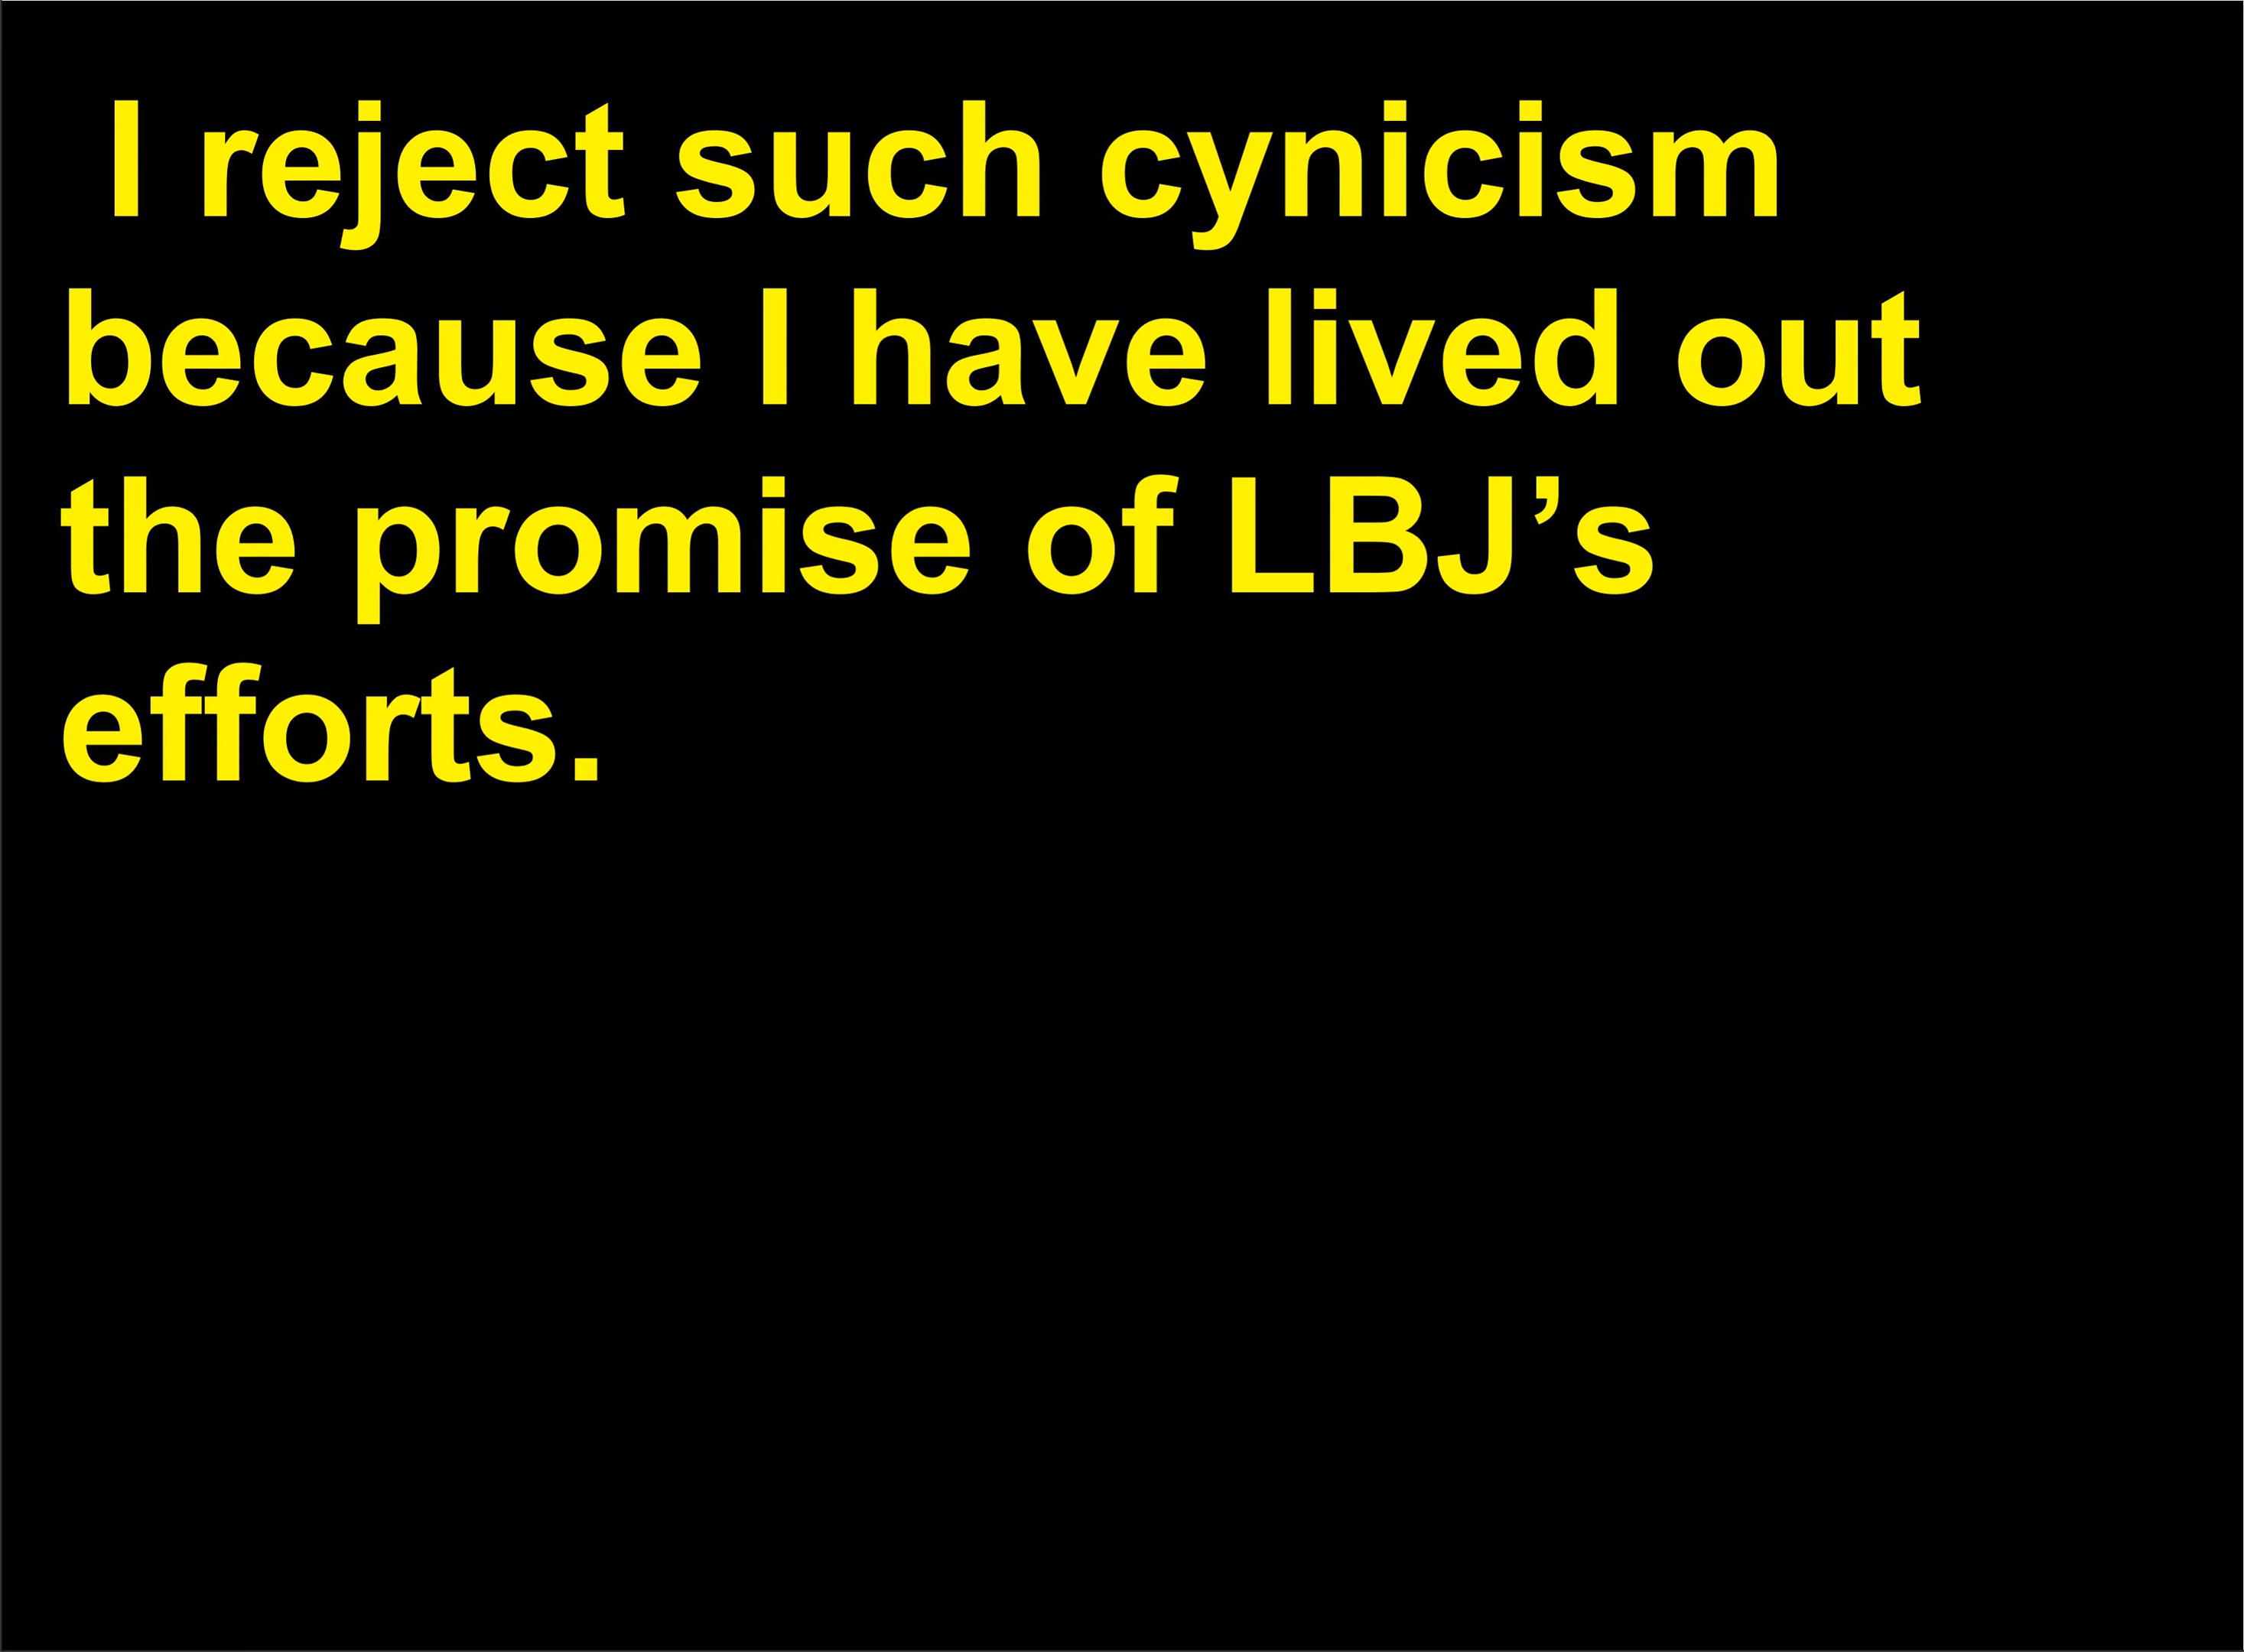 I reject such cynicism
because I have lived out
the promise of LBJ’s
efforts.